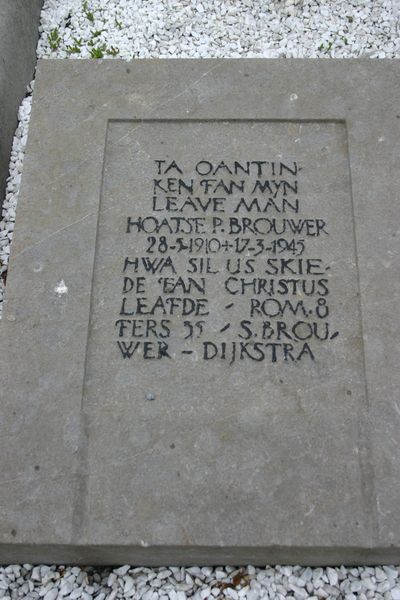 TA OANTIN-
KEN FAN MYN
LEAVE MAN
HOATSE P. BROUWER
28-5-1910+17-3-1945
HWA SIL US SKIE-
DE FAN CHRISTUS
LEAFDE - ROM. 8
FERS 35 - S. BROU-
WER - DIJKSTRA